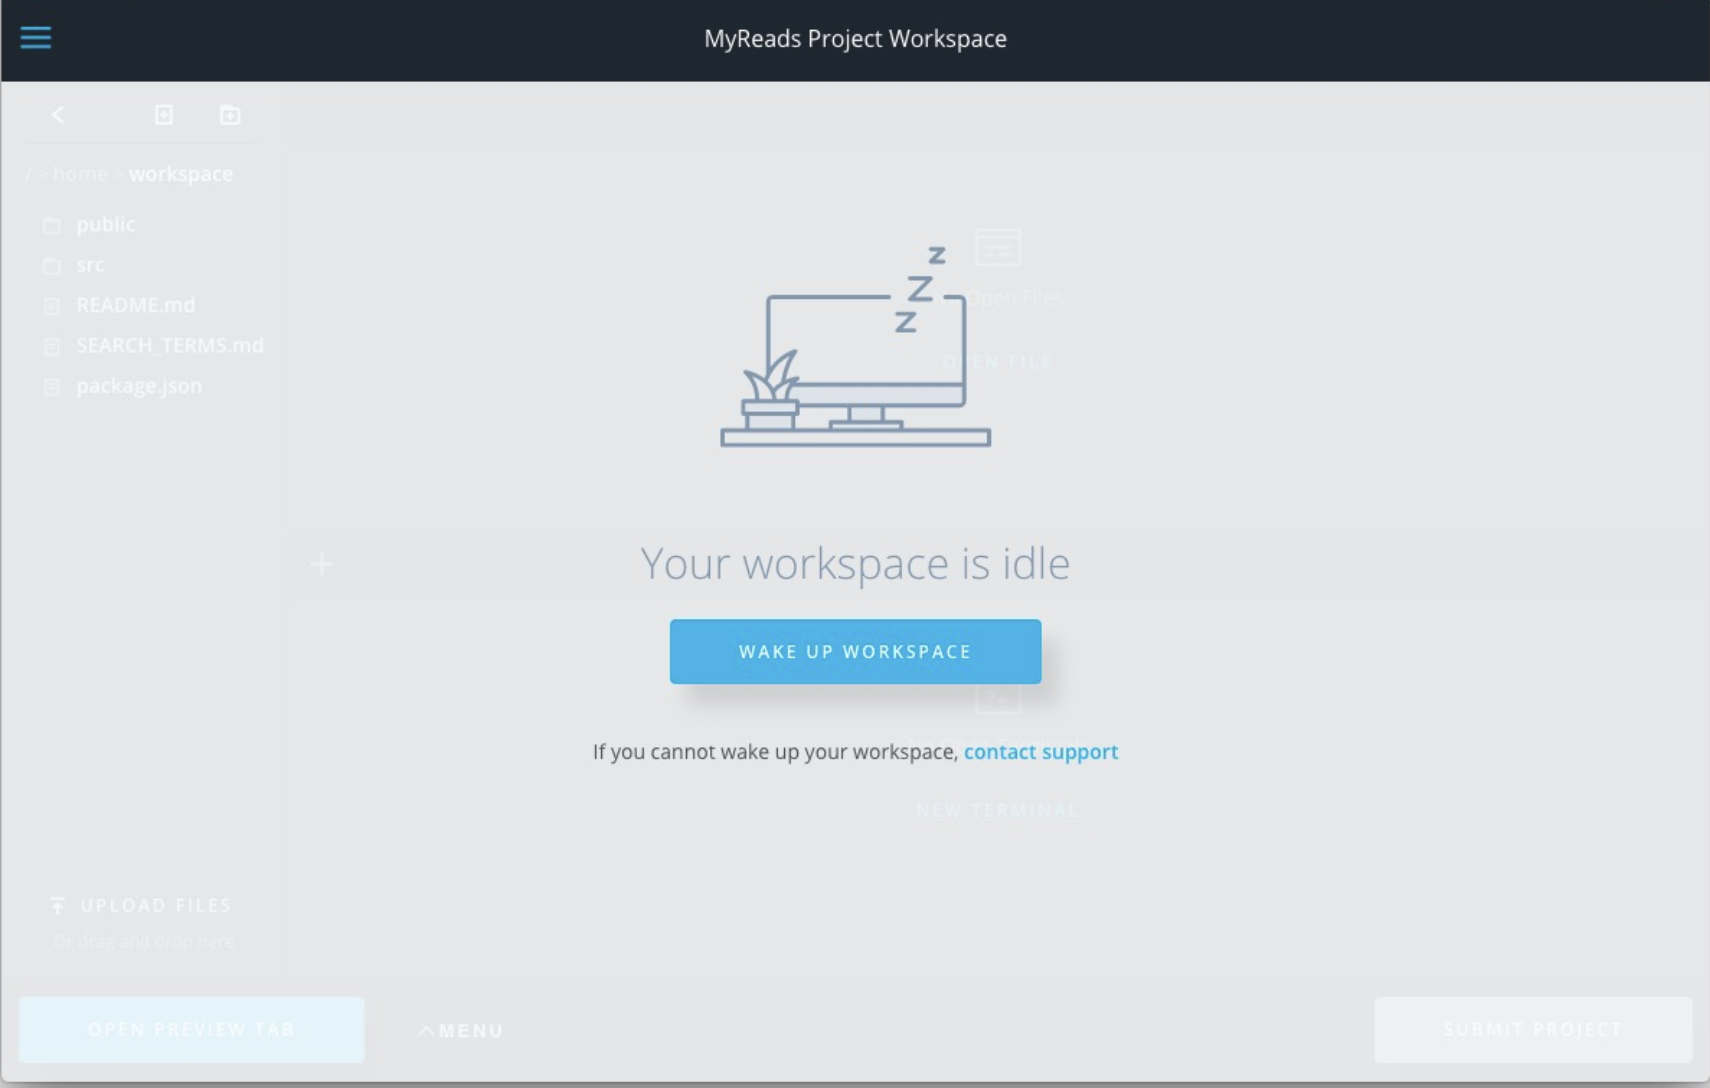 MyReads Project Workspace
/ > home > workspace
public
src
README.md
SEARCH_TERMS.md
package.json
z
Z
Z
Open Files
OPEN FILE
Your workspace is idle
WAKE UP WORKSPACE
If you cannot wake up your workspace, contact support
NEW TERMINAL
UPLOAD FILES
Or drag and drop here
OPEN PREVIEW TAB
MENU
SUBMIT PROJECT